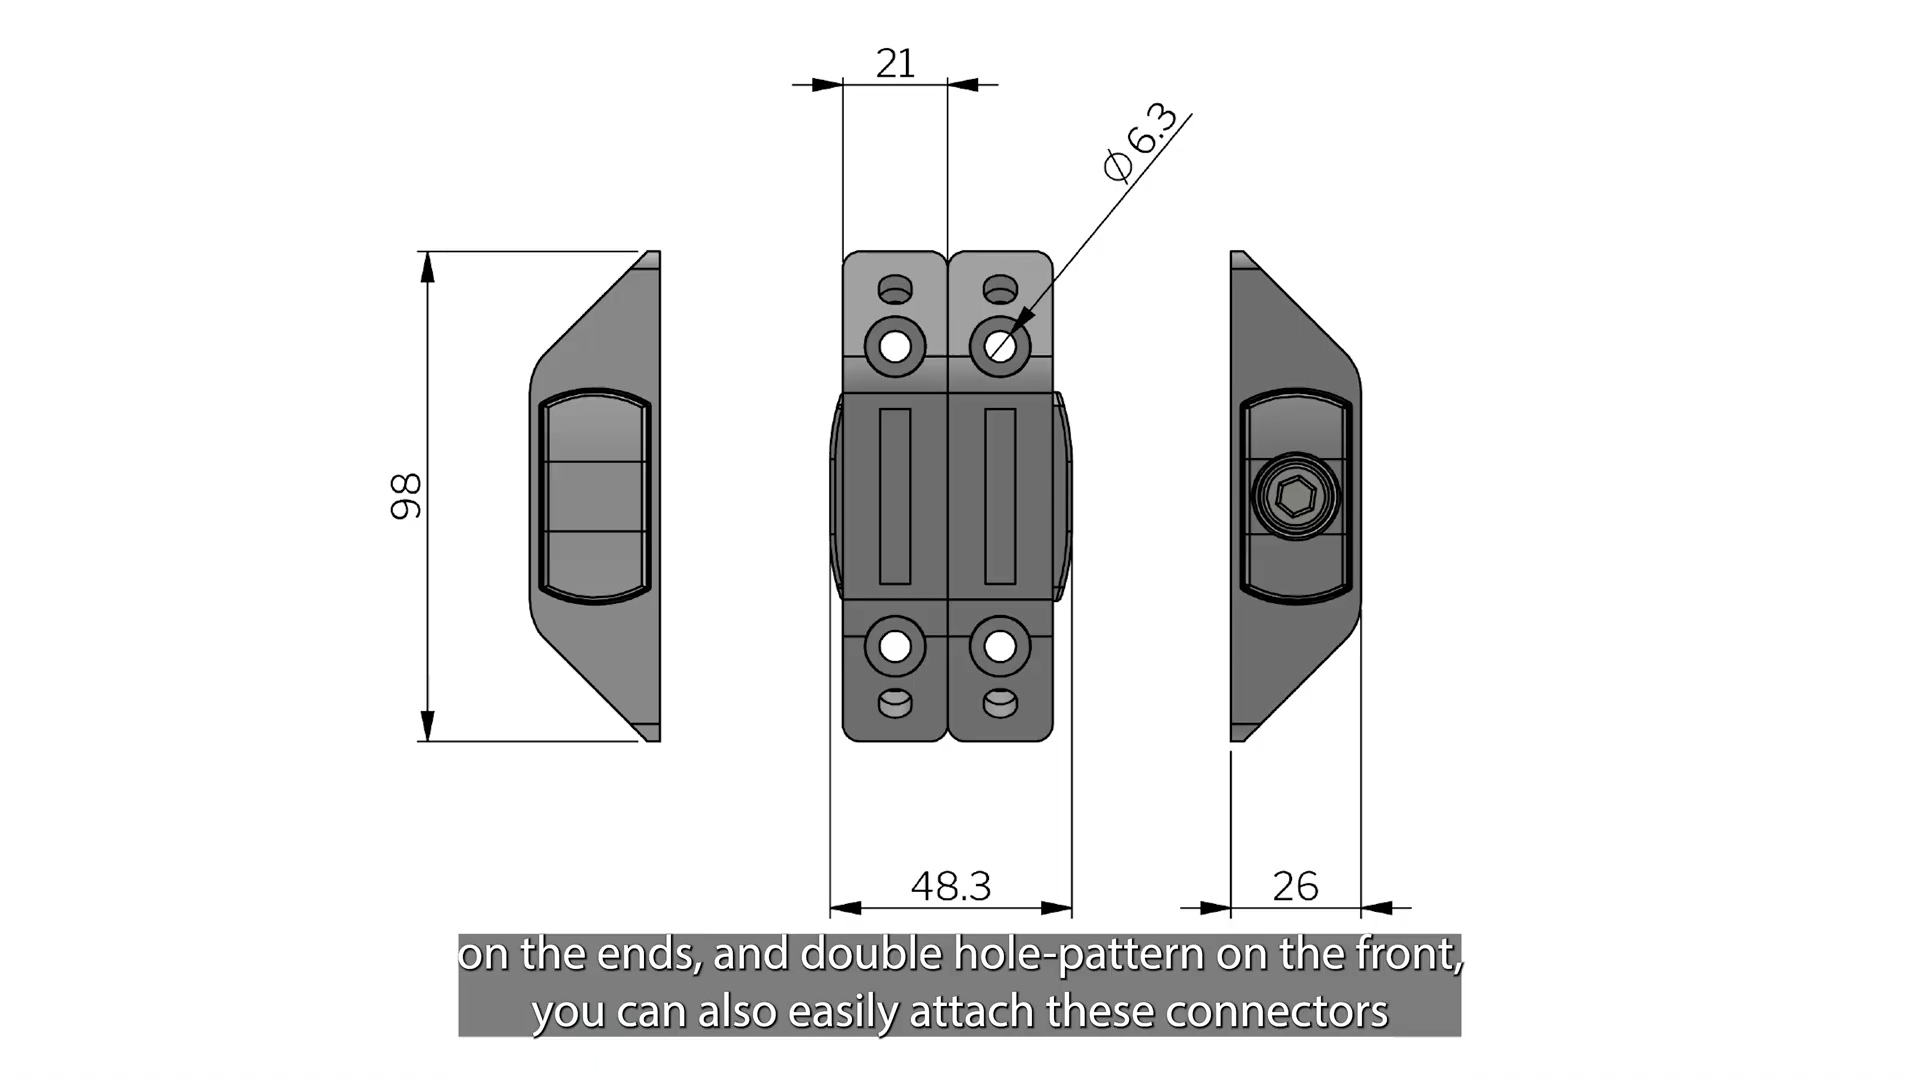 21
Ø 6.3
98
48.3
26
on the ends, and double hole-pattern on the front,
you can also easily attach these connectors